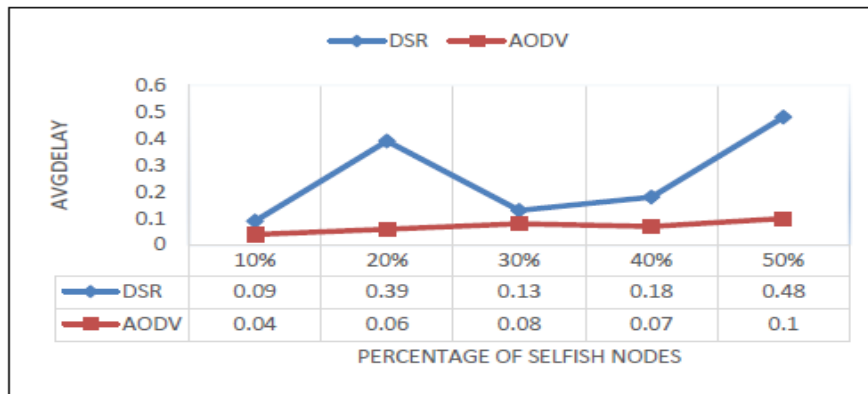 DSR AODV
0.6
0.5
0.4
0.3
0.2
0.1
0
AVGDELAY
10% 20% 30% 40% 50%
DSR 0.09 0.39 0.13 0.18 0.48
AODV 0.04 0.06 0.08 0.07 0.1
PERCENTAGE OF SELFISH NODES